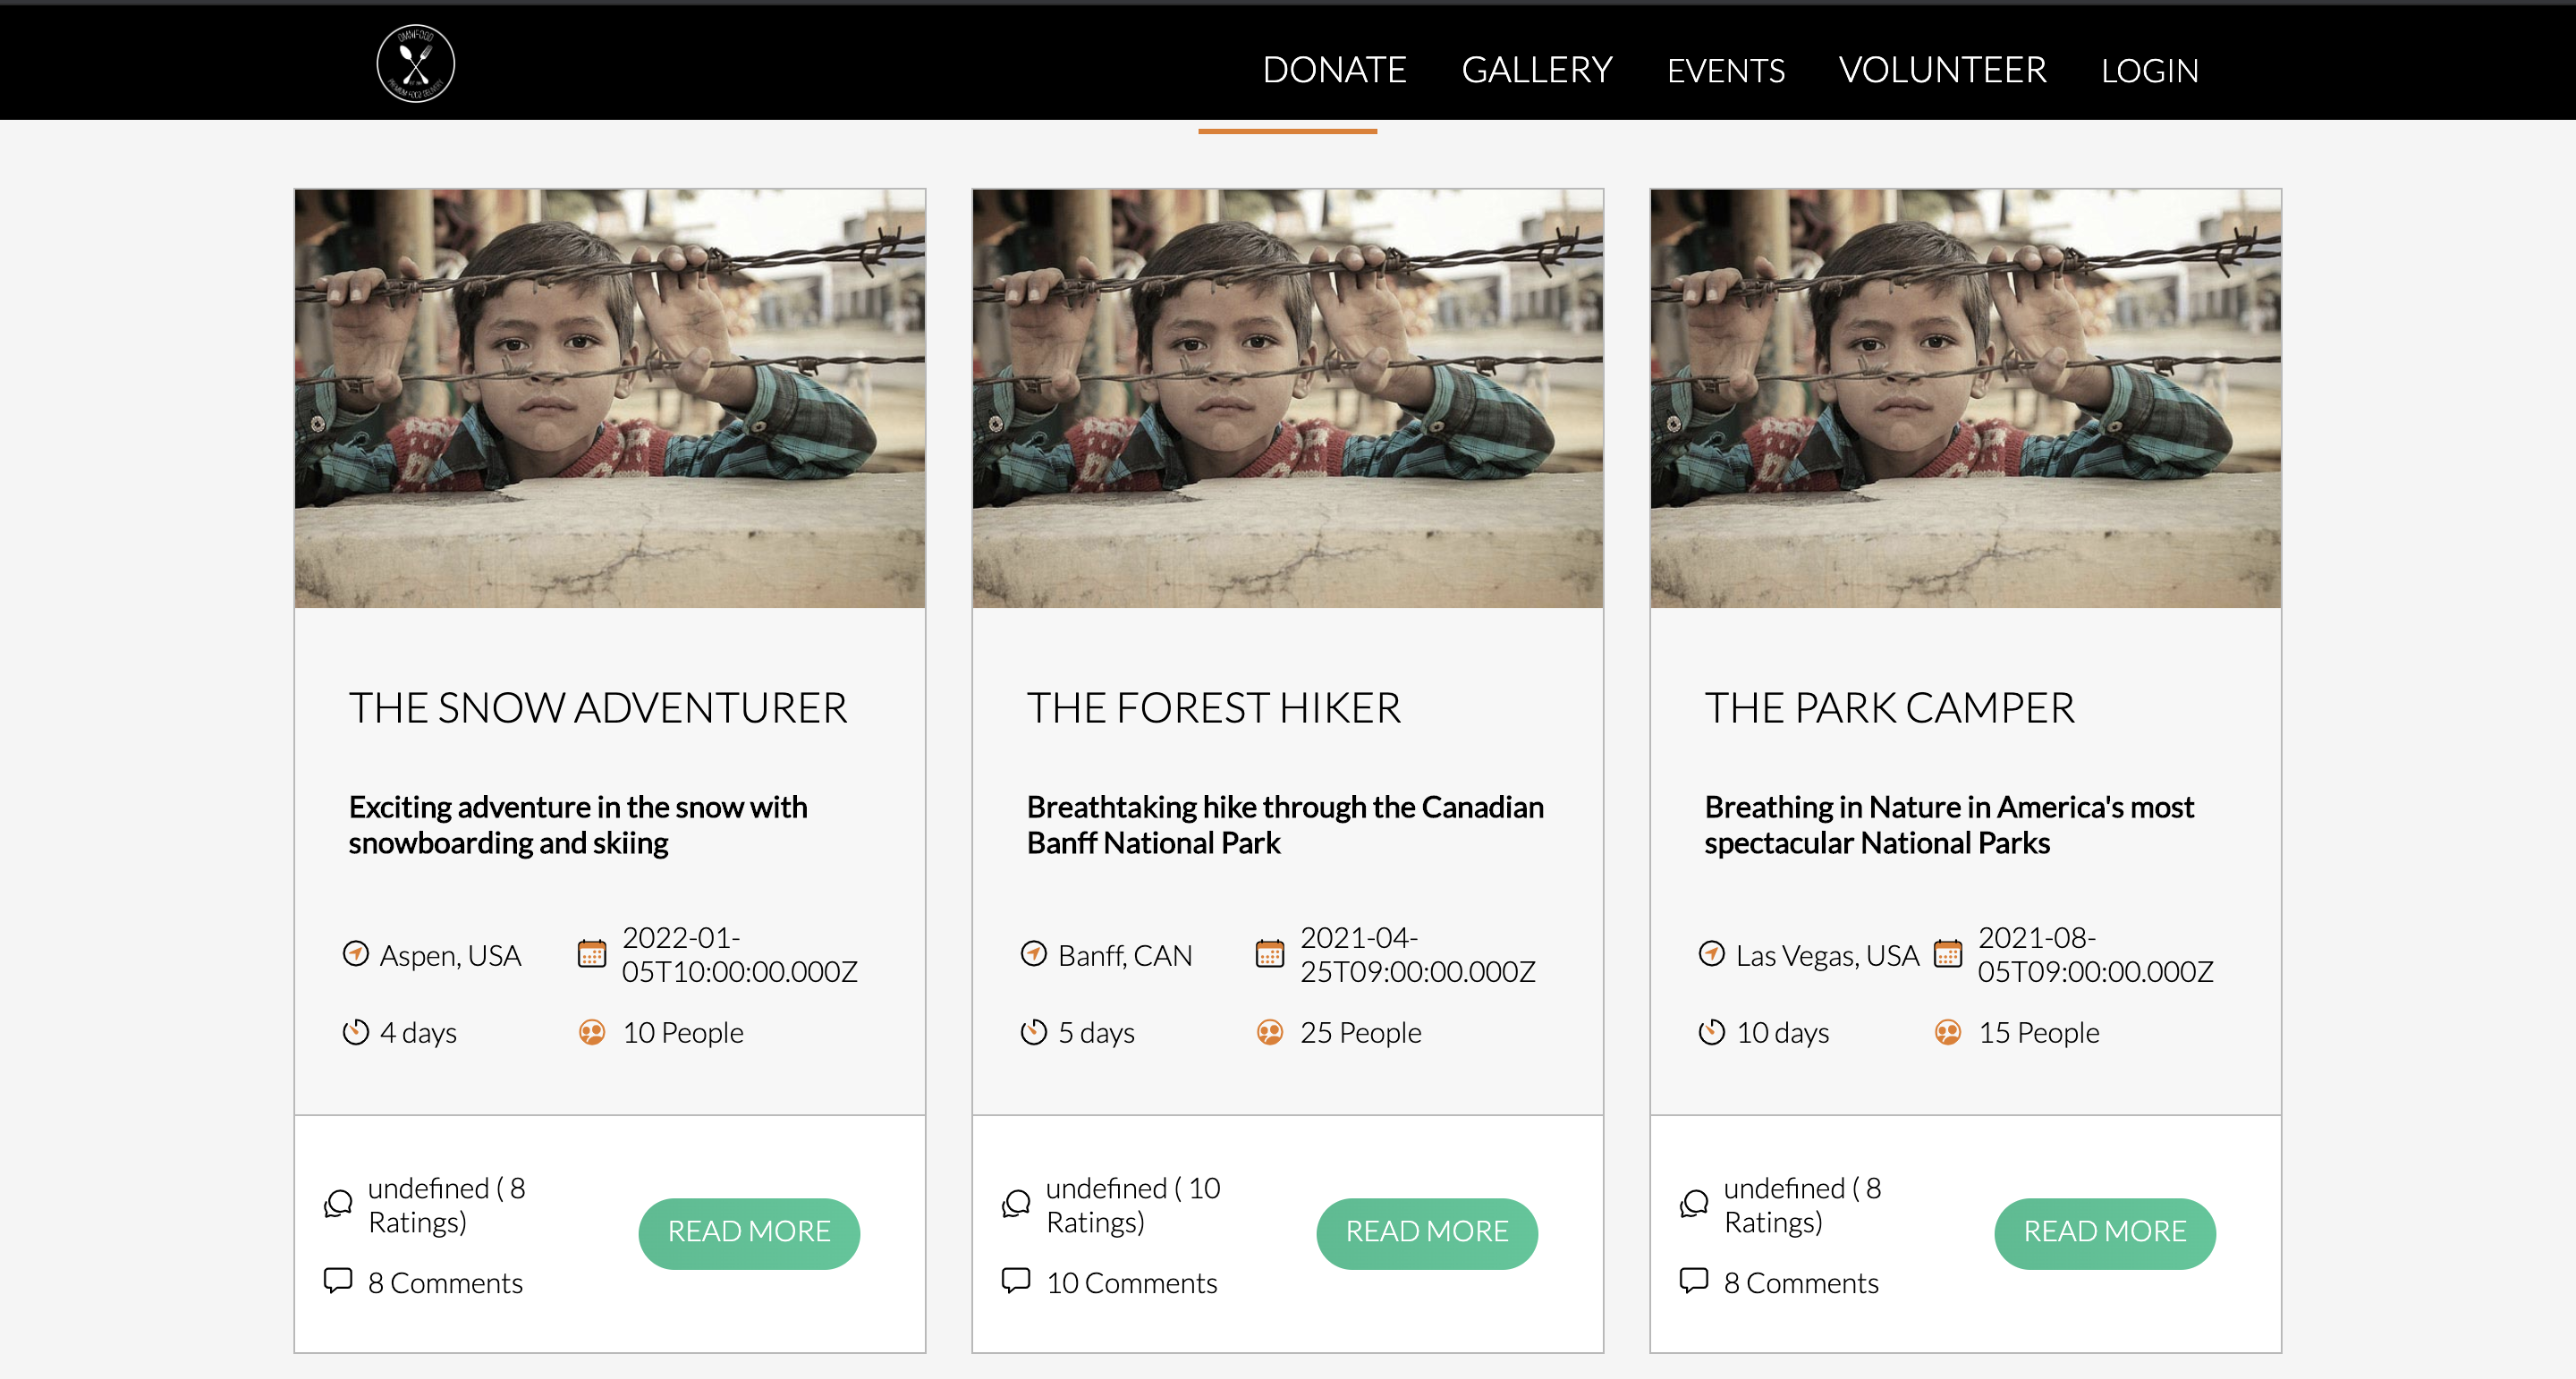 OMNIFOOD
PREMIUM FOOD DELIVERY
DONATE GALLERY EVENTS VOLUNTEER LOGIN
THE SNOW ADVENTURER
Exciting adventure in the snow with
snowboarding and skiing
Aspen, USA
2022-01-
05T10:00:00.000Z
4 days
10 People
undefined ( 8
Ratings)
8 Comments
READ MORE
THE FOREST HIKER
Breathtaking hike through the Canadian
Banff National Park
Banff, CAN
2021-04-
25T09:00:00.000Z
5 days
25 People
undefined ( 10
Ratings)
10 Comments
READ MORE
THE PARK CAMPER
Breathing in Nature in America's most
spectacular National Parks
Las Vegas, USA
2021-08-
05T09:00:00.000Z
10 days
15 People
undefined ( 8
Ratings)
8 Comments
READ MORE